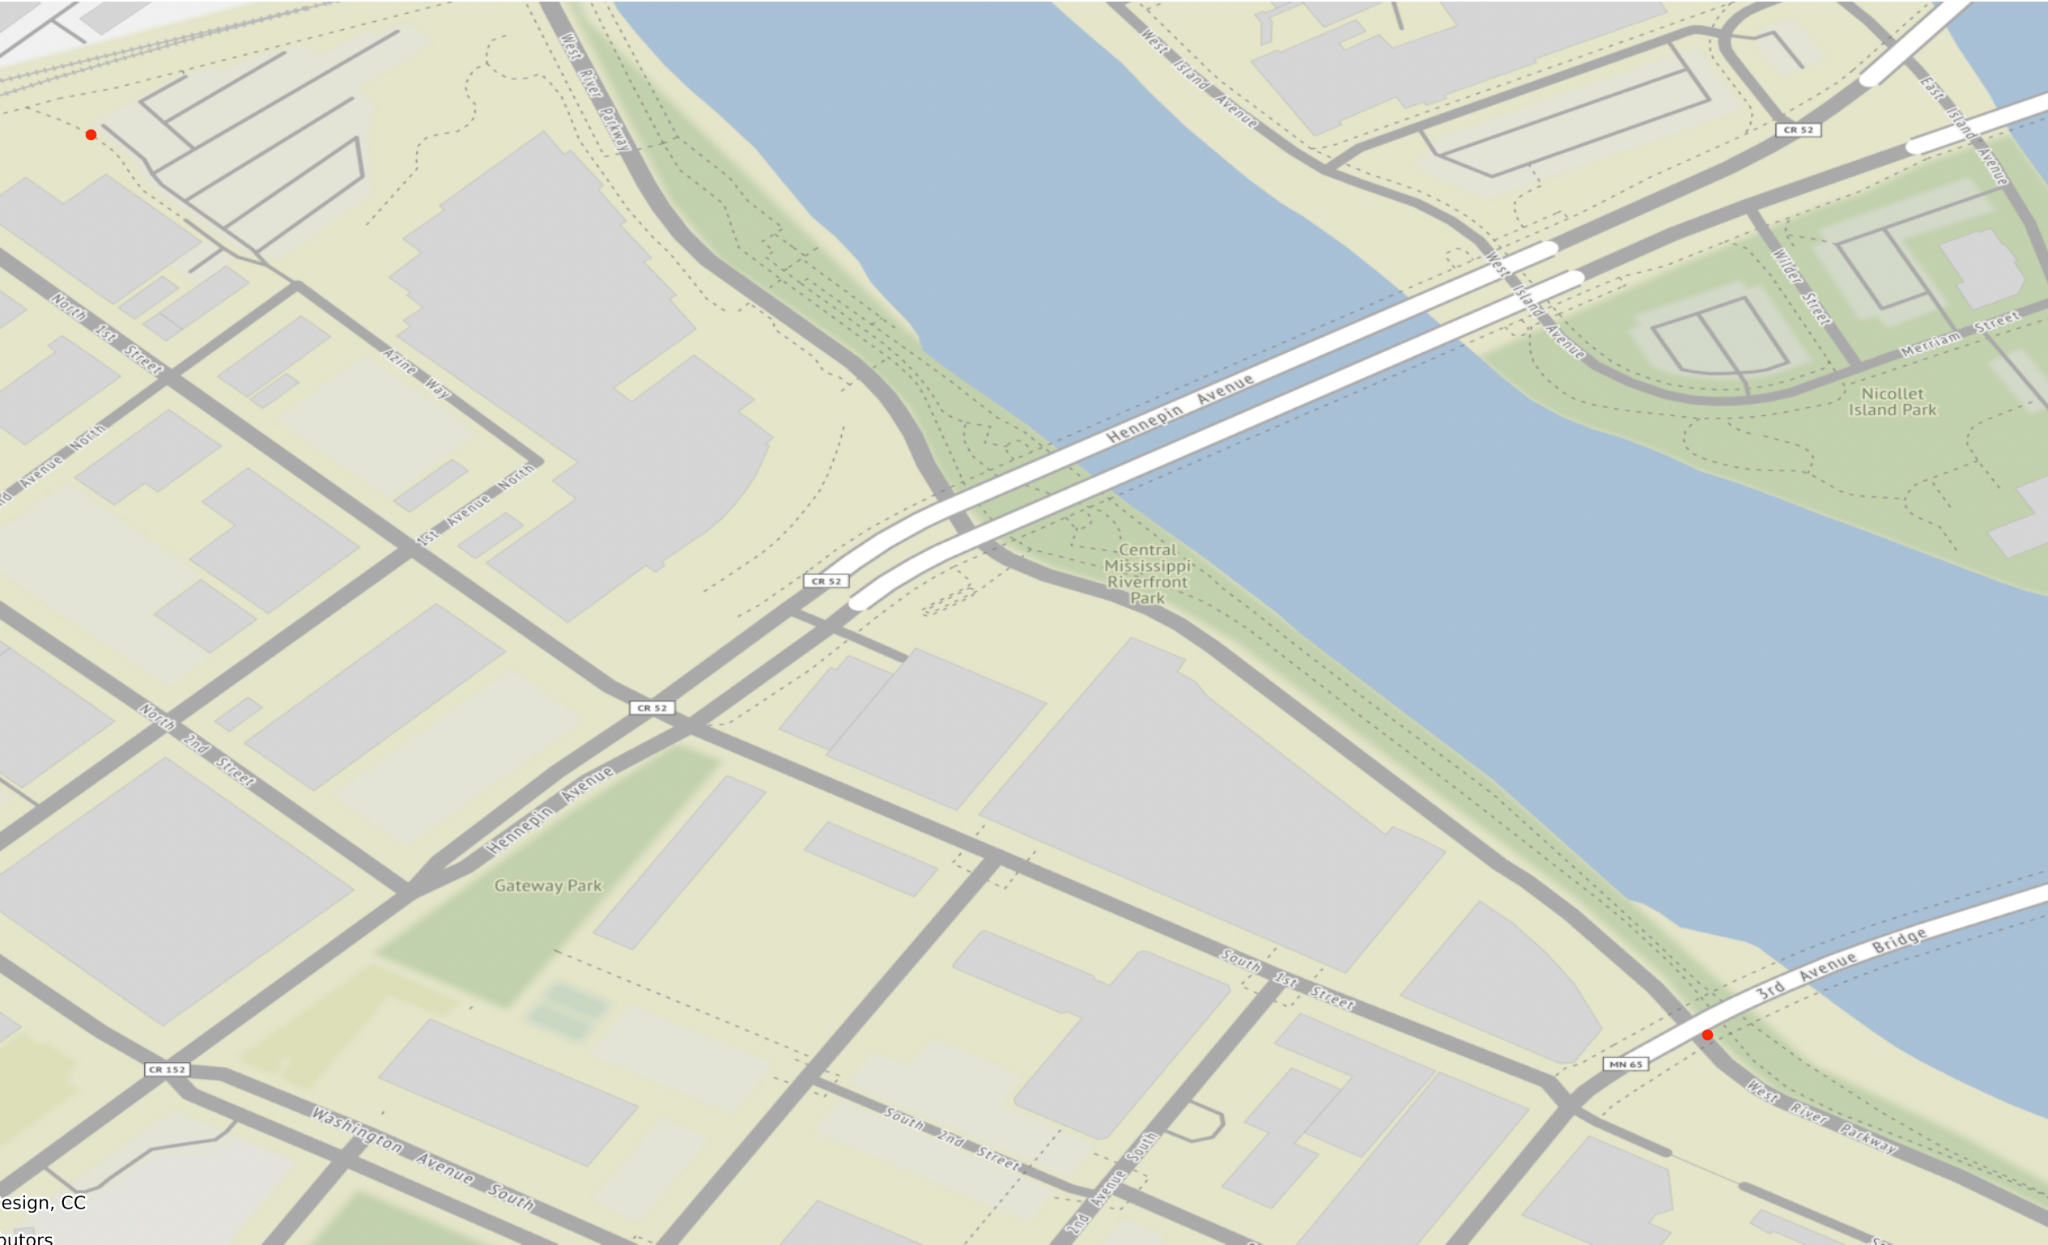 West River Parkway
West Island Avenue
East Island Avenue
CR 52
North 1st Street
Azine Way
West Island Avenue
Wilder Street
Merriam Street
Nicollet
Island Park
Hennepin Avenue
Avenue North
1st Avenue North
CR 52
Central
Mississippi
Riverfront
Park
CR 52
North 2nd Street
Hennepin Avenue
Gateway Park
South 1st Street
3rd Avenue Bridge
MN 65
CR 152
West River Parkway
Washington Avenue South
South 2nd Street
2nd Avenue South
esign, CC
butors